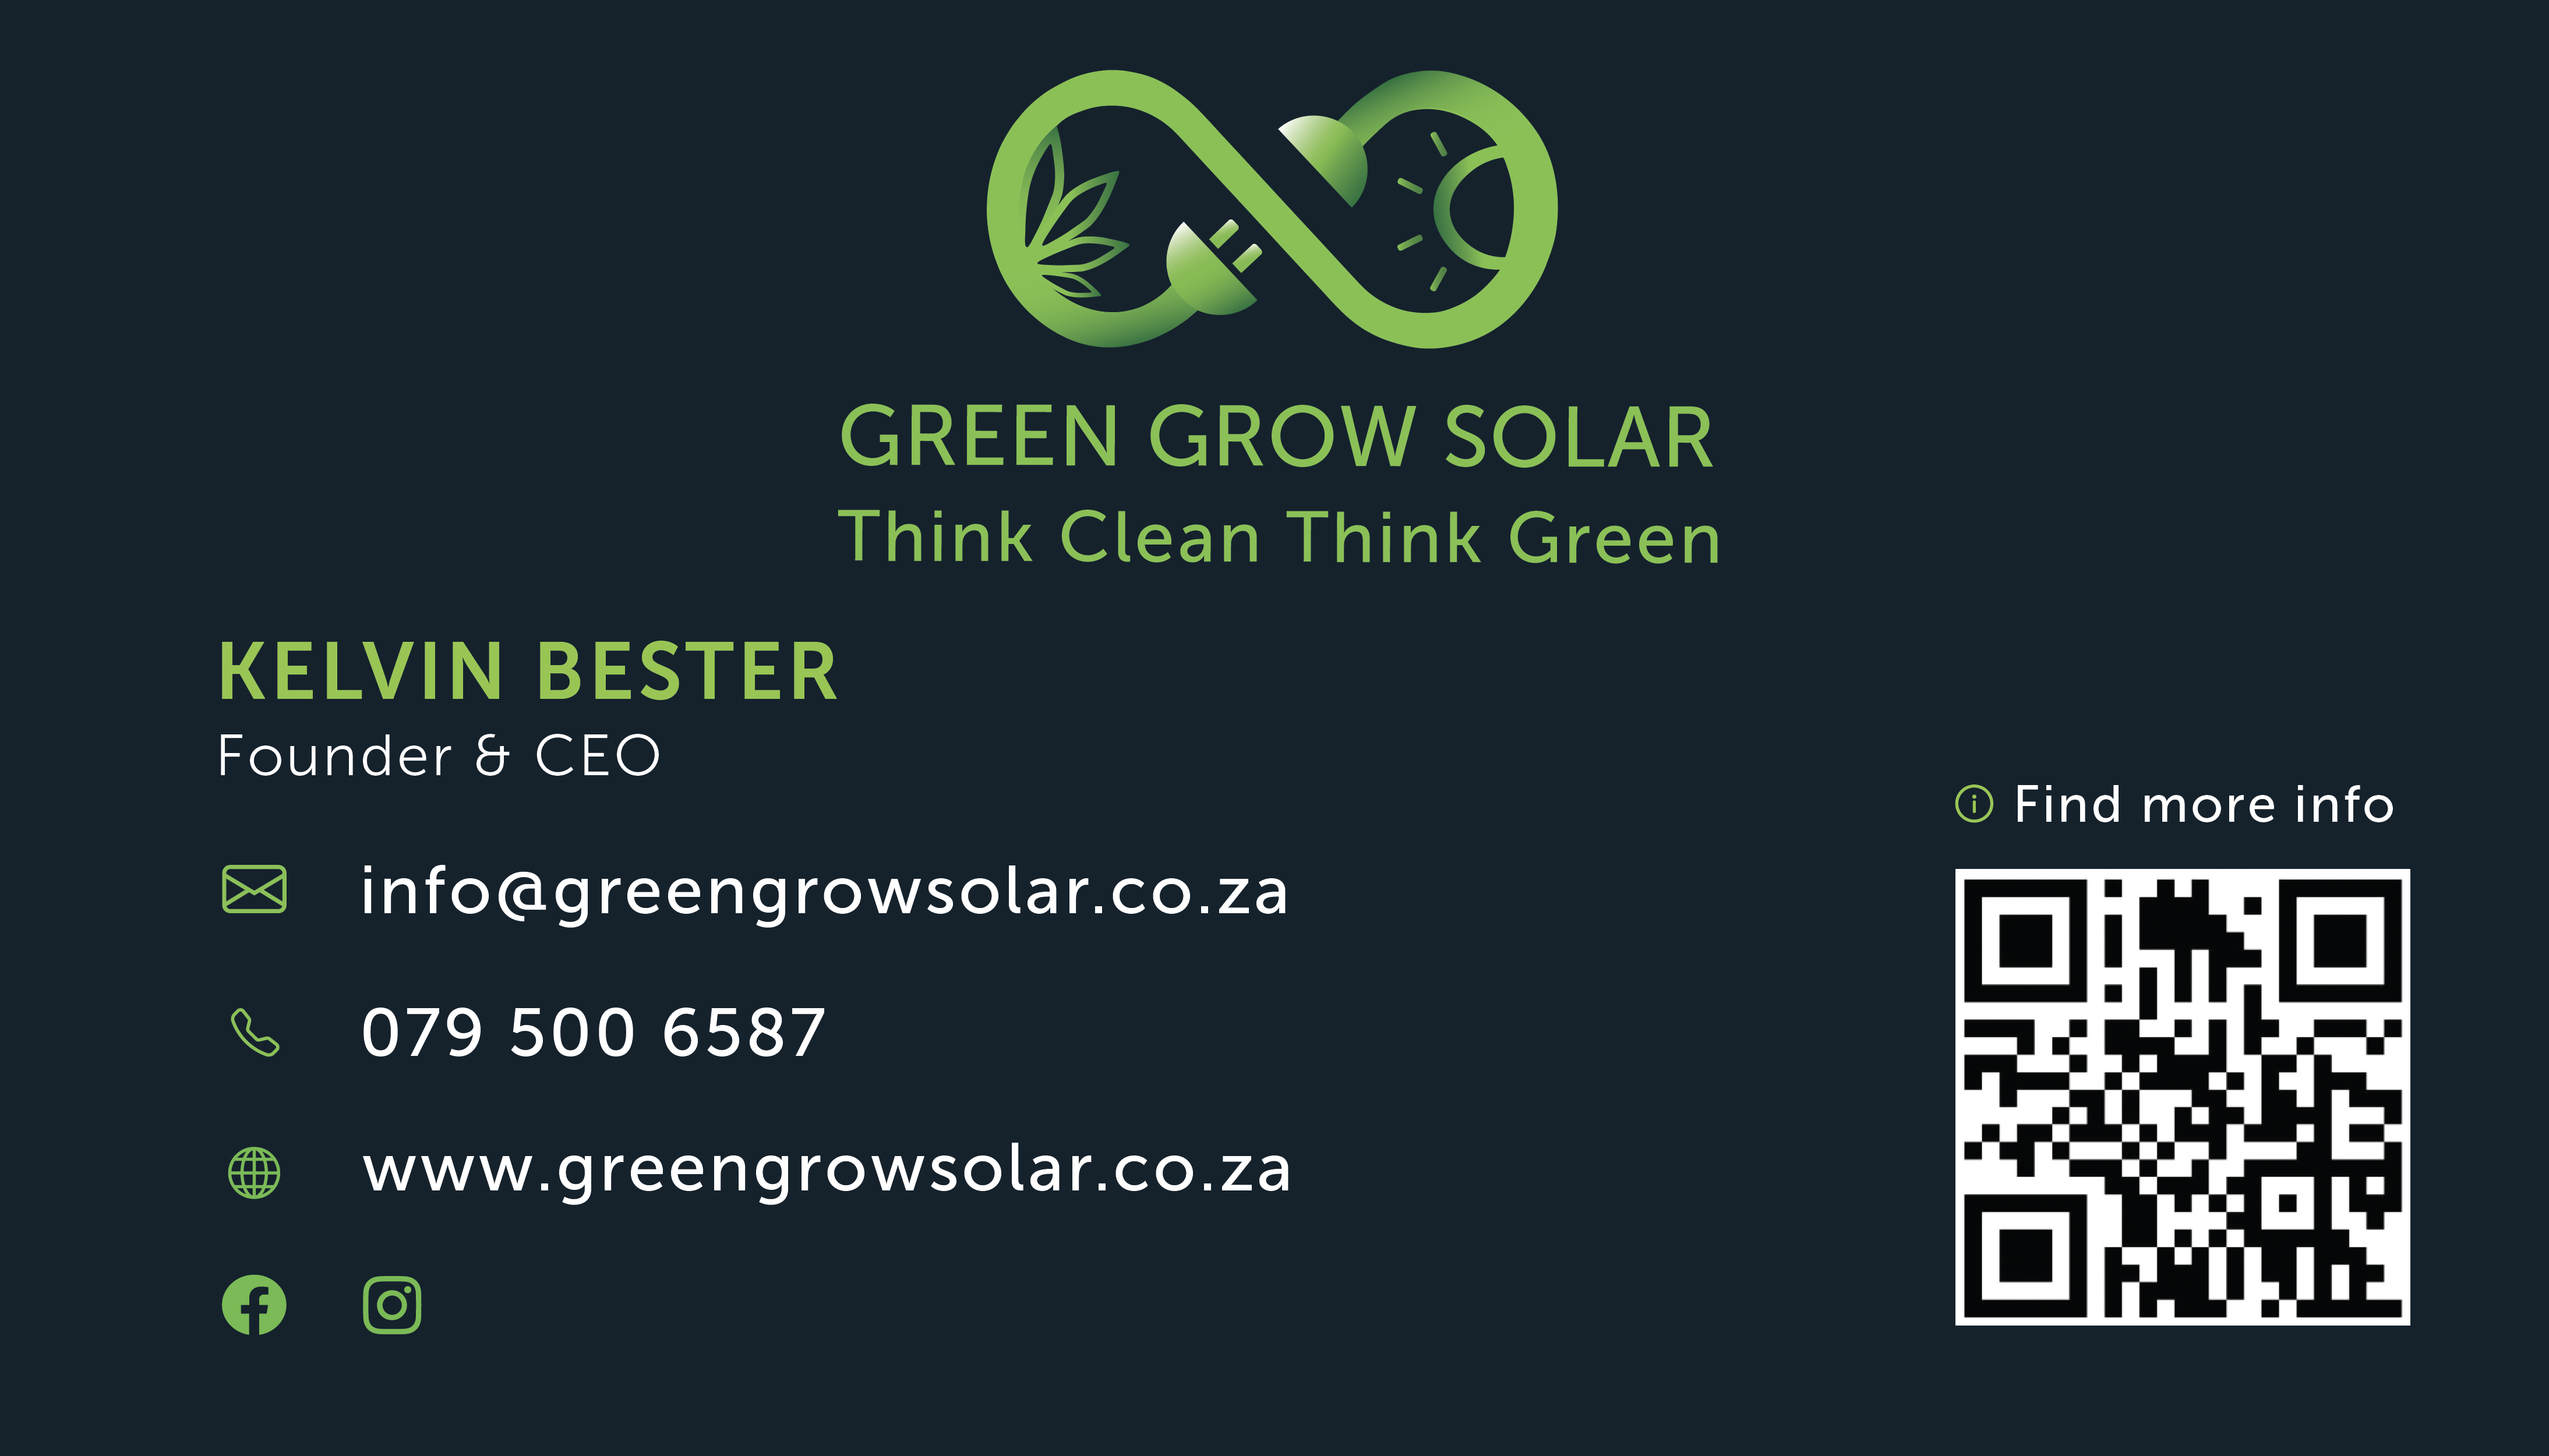 GREEN GROW SOLAR
Think Clean Think Green
KELVIN BESTER
Founder & CEO
info@greengrowsolar.co.za
079 500 6587
www.greengrowsolar.co.za
Find more info